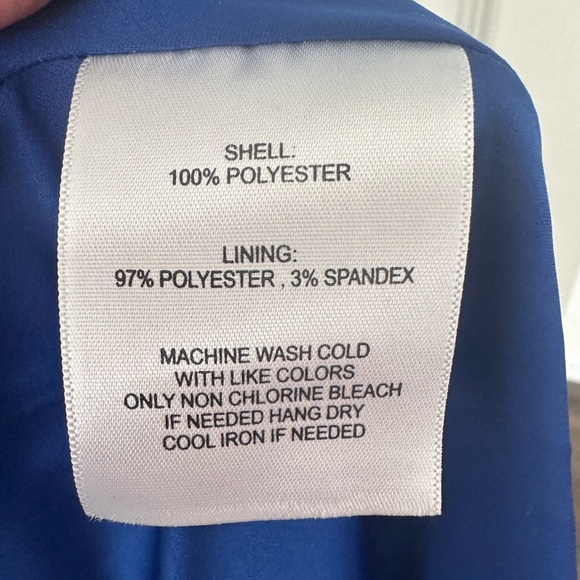 SHELL:
100% POLYESTER
LINING:
97% POLYESTER , 3% SPANDEX
MACHINE WASH COLD
WITH LIKE COLORS
ONLY NON CHLORINE BLEACH
IF NEEDED HANG DRY
COOL IRON IF NEEDED